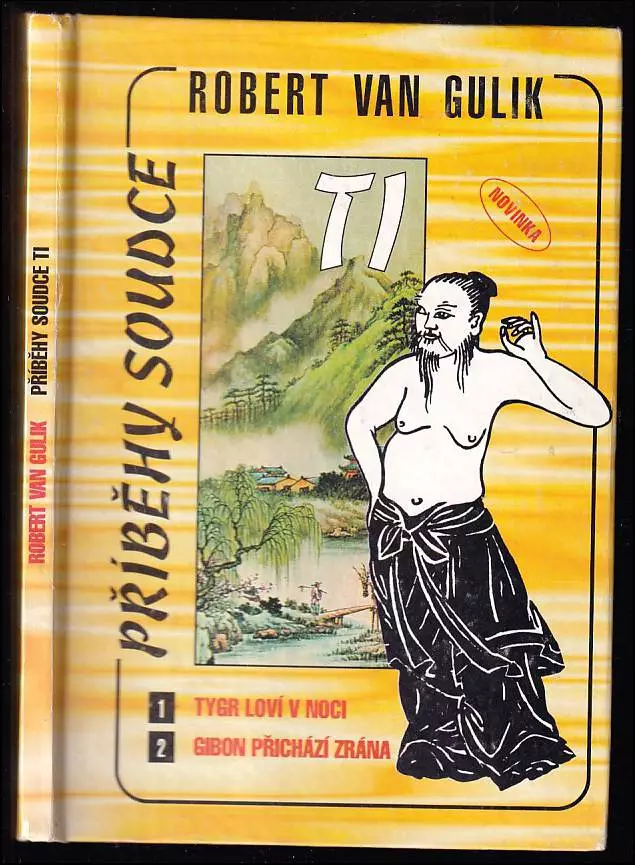 ROBERT VAN GULIK PŘÍBĚHY SOUDCE TI
ROBERT VAN GULIK
PŘÍBĚHY SOUDCE
TI
NOVINKA
1 TYGR LOVÍ V NOCI
2 GIBON PŘICHÁZÍ ZRÁNA